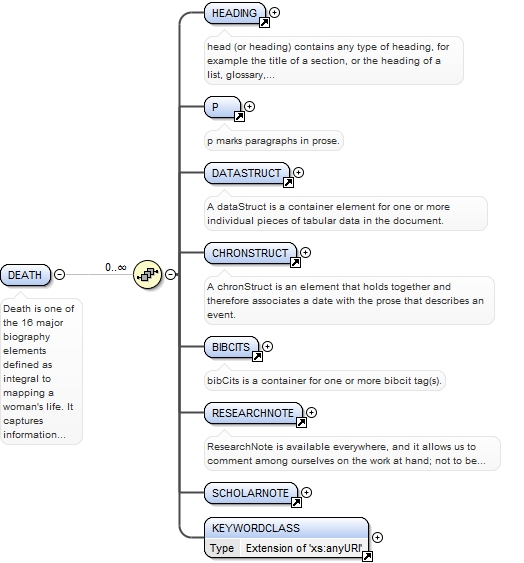 HEADING
head (or heading) contains any type of heading, for
example the title of a section, or the heading of a
list, glossary,...
P
p marks paragraphs in prose.
DATASTRUCT
A dataStruct is a container element for one or more
individual pieces of tabular data in the document.
CHRONSTRUCT
A chronStruct is an element that holds together and
therefore associates a date with the prose that describes an
event.
DEATH
0..∞
Death is one of
the 16 major
biography
elements
defined as
integral to
mapping a
woman's life. It
captures
information...
BIBCITS
bibCits is a container for one or more bibcit tag(s).
RESEARCHNOTE
ResearchNote is available everywhere, and it allows us to
comment among ourselves on the work at hand; not to be...
SCHOLARNOTE
KEYWORDCLASS
Type Extension of 'xs:anyURI'